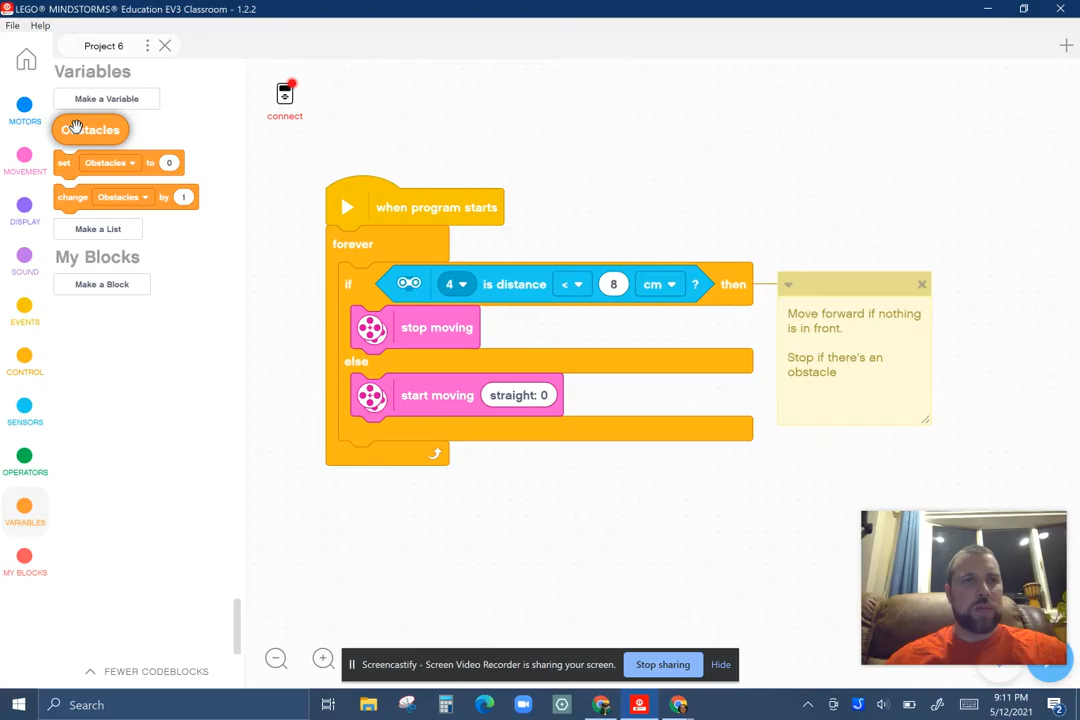 LEGO® MINDSTORMS® Education EV3 Classroom - 1.2.2
File Help
Project 6
Variables
Make a Variable
Obstacles
set Obstacles to 0
change Obstacles by 1
Make a List
My Blocks
Make a Block
MOTORS
MOVEMENT
DISPLAY
SOUND
EVENTS
CONTROL
SENSORS
OPERATORS
VARIABLES
MY BLOCKS
FEWER CODEBLOCKS
connect
when program starts
forever
if 4 is distance < 8 cm ? then
stop moving
else
start moving straight: 0
Move forward if nothing
is in front.
Stop if there's an
obstacle
Screencastify - Screen Video Recorder is sharing your screen. Stop sharing Hide
Search
9:11 PM
5/12/2021
2